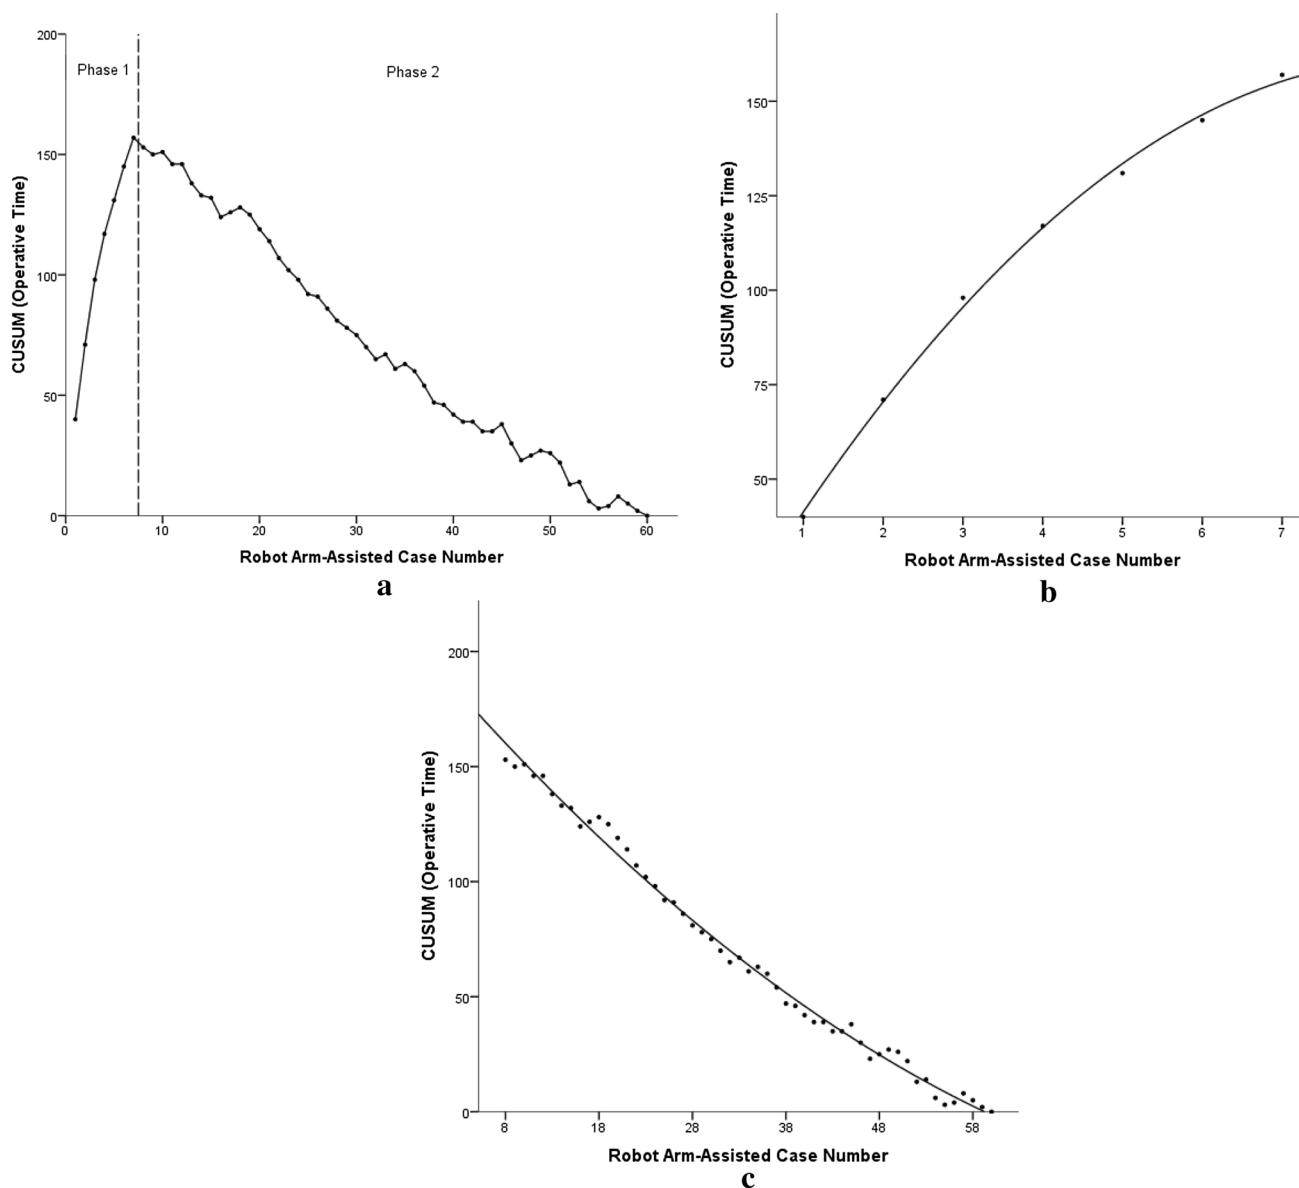 200
150
100
50
0
CUSUM (Operative Time)
Phase 1
Phase 2
0 10 20 30 40 50 60
Robot Arm-Assisted Case Number
a
150
125
100
75
50
CUSUM (Operative Time)
1 2 3 4 5 6 7
Robot Arm-Assisted Case Number
b
200
150
100
50
0
CUSUM (Operative Time)
8 18 28 38 48 58
Robot Arm-Assisted Case Number
c